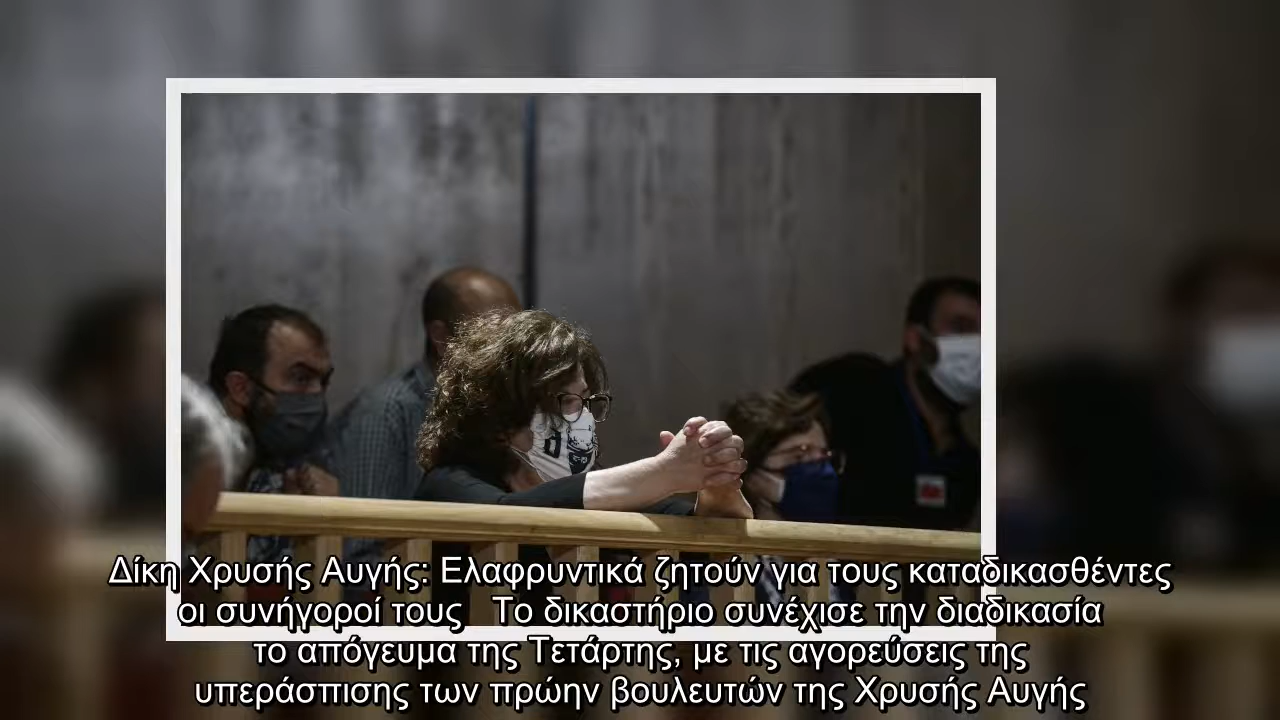 Δίκη Χρυσής Αυγής: Ελαφρυντικά ζητούν για τους καταδικασθέντες
οι συνήγοροί τους Το δικαστήριο συνέχισε την διαδικασία
το απόγευμα της Τετάρτης, με τις αγορεύσεις της
υπεράσπισης των πρώην βουλευτών της Χρυσής Αυγής